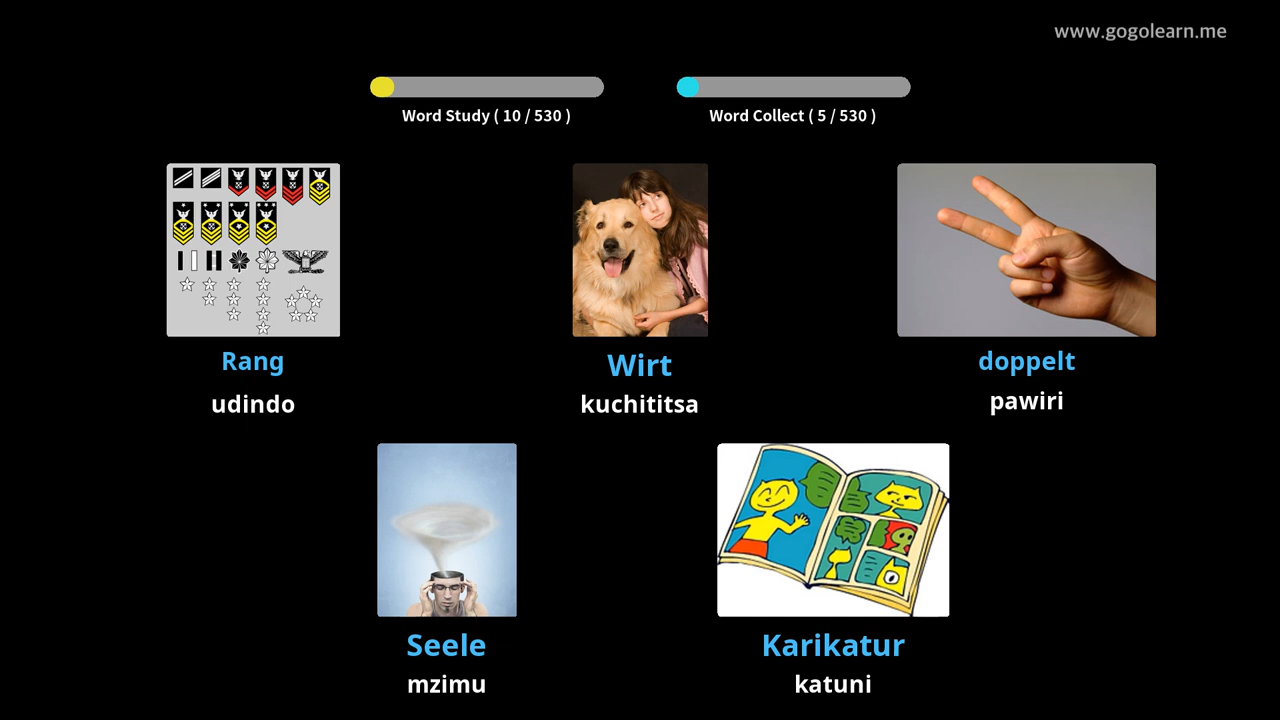 www.gogolearn.me
Word Study ( 10 / 530 )
Word Collect ( 5 / 530 )
Rang
udindo
Wirt
kuchititsa
doppelt
pawiri
Seele
mzimu
Karikatur
katuni